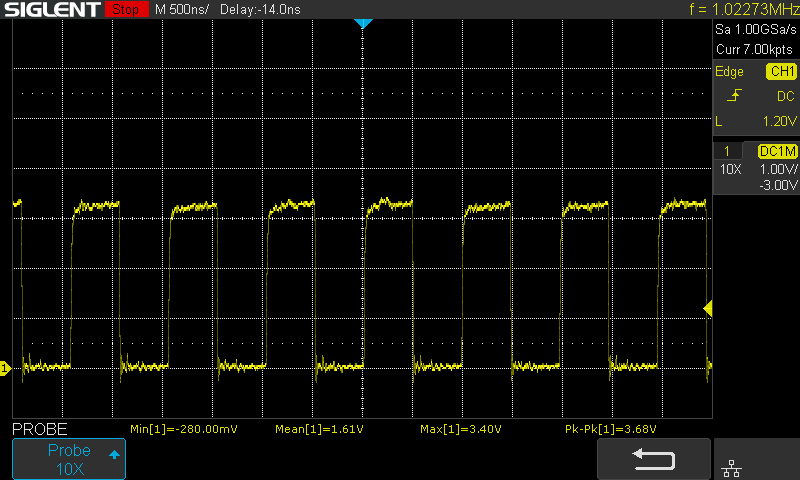 SIGLENT Stop M 500ns/ Delay:-14.0ns f = 1.02273MHz
Sa 1.00GSa/s
Curr 7.00kpts
Edge CH1
DC
L 1.20V
1 DC1M
10X 1.00V/
-3.00V
1
PROBE Min[1]=-280.00mV Mean[1]=1.61V Max[1]=3.40V Pk-Pk[1]=3.68V
Probe
10X